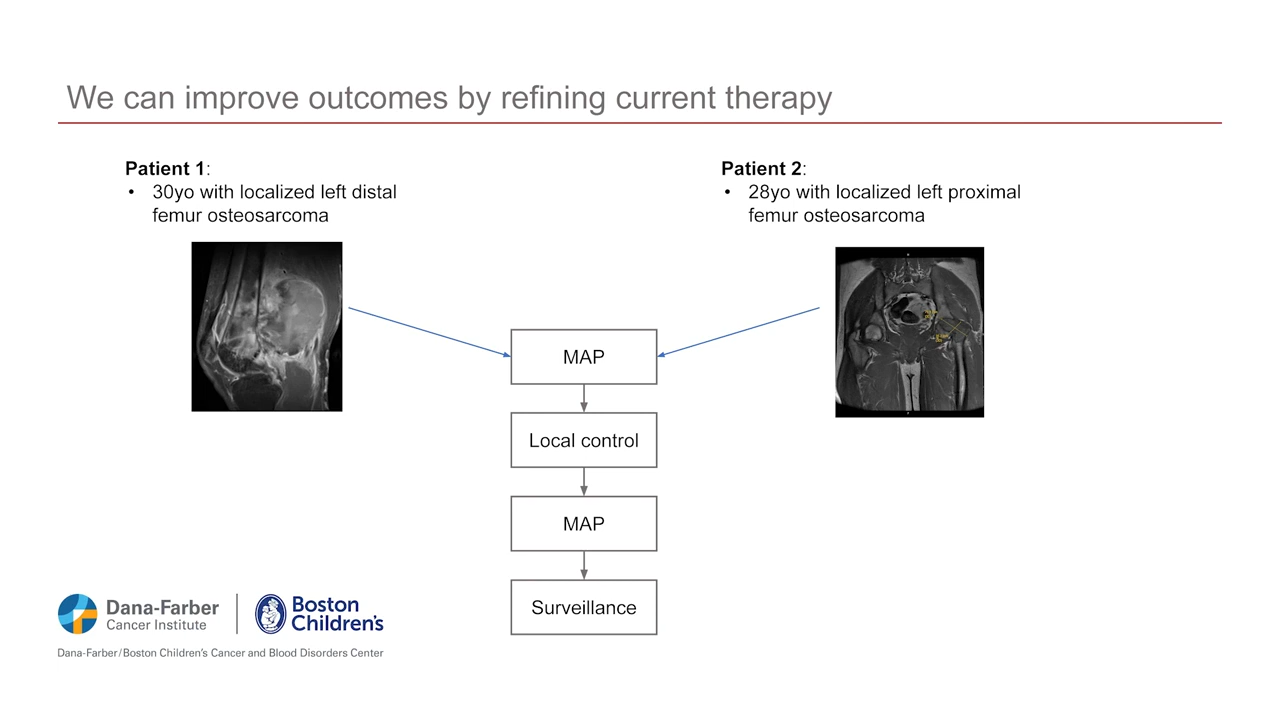 We can improve outcomes by refining current therapy
Patient 1:
• 30yo with localized left distal
femur osteosarcoma
Patient 2:
• 28yo with localized left proximal
femur osteosarcoma
MAP
Local control
MAP
Surveillance
Dana-Farber
Cancer Institute
Boston
Children's
Dana-Farber/Boston Children's Cancer and Blood Disorders Center